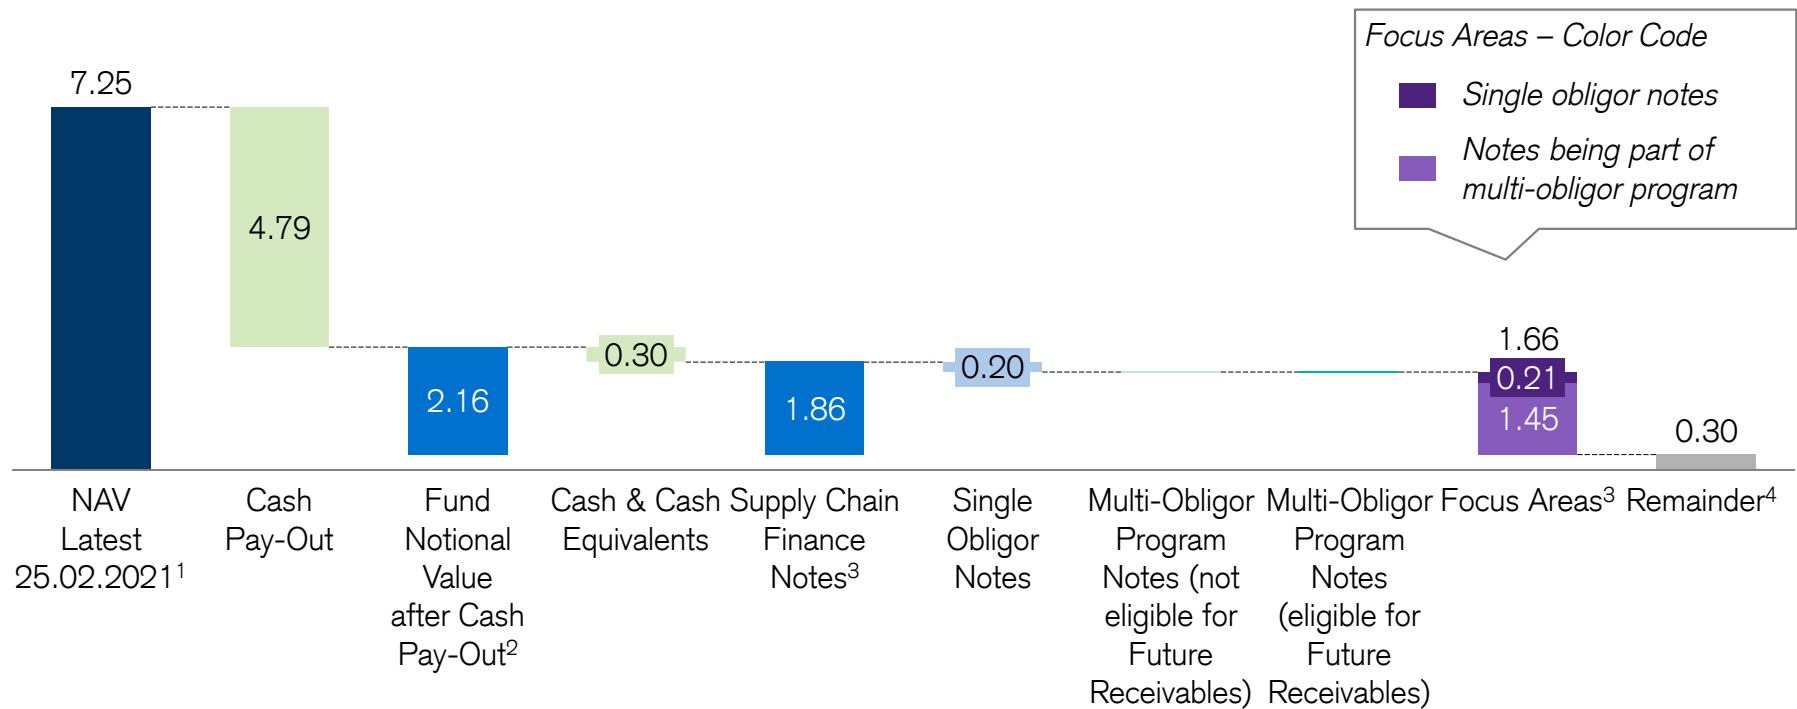 Focus Areas – Color Code
Single obligor notes
Notes being part of
multi-obligor program
7.25
4.79
2.16
0.30
1.86
0.20
1.66
0.21
1.45
0.30
NAV
Latest
25.02.2021¹
Cash
Pay-Out
Fund
Notional
Value
after Cash
Pay-Out²
Cash & Cash
Equivalents
Supply Chain
Finance
Notes³
Single
Obligor
Notes
Multi-Obligor
Program
Notes (not
eligible for
Future
Receivables)
Multi-Obligor
Program
Notes
(eligible for
Future
Receivables)
Focus Areas³
Remainder⁴